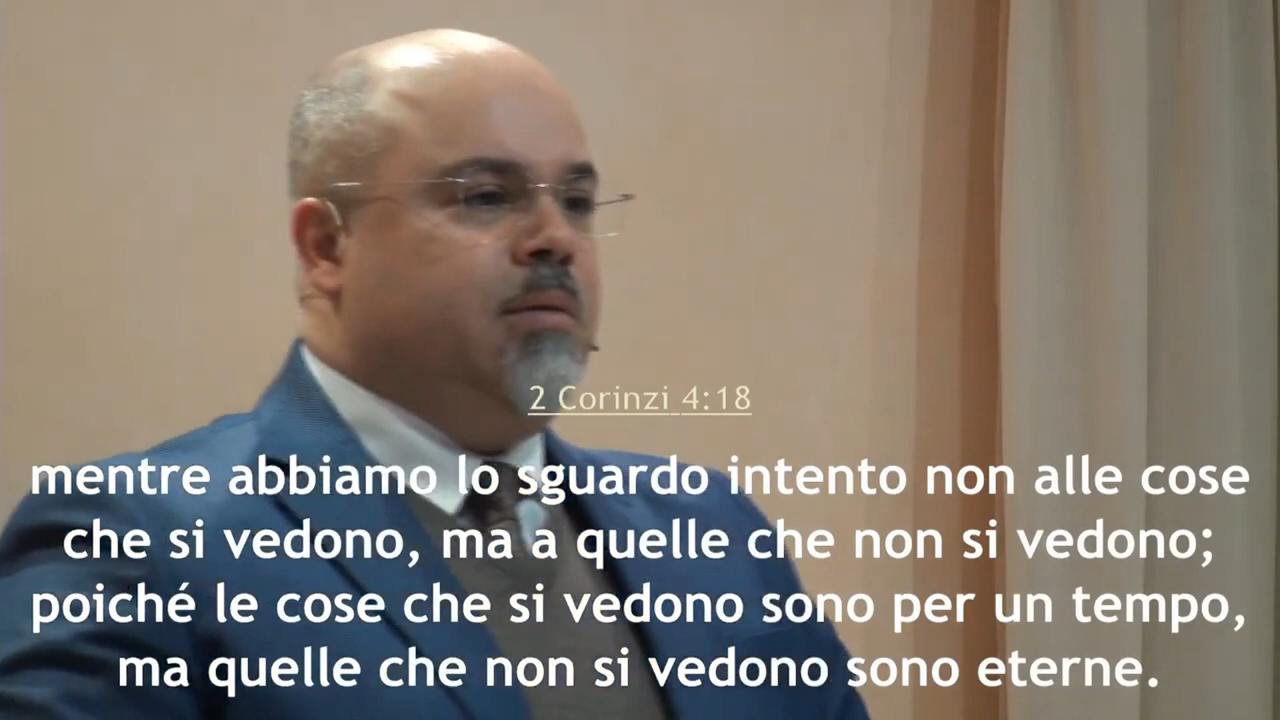 2 Corinzi 4:18
mentre abbiamo lo sguardo intento non alle cose
che si vedono, ma a quelle che non si vedono;
poiché le cose che si vedono sono per un tempo,
ma quelle che non si vedono sono eterne.